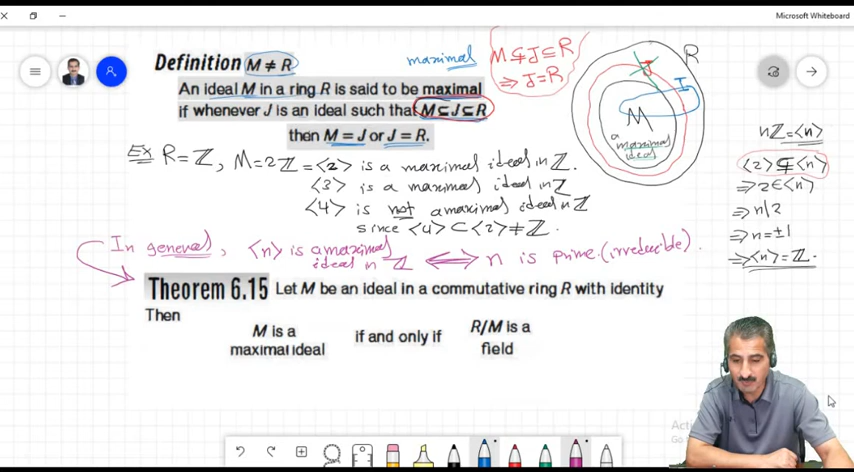 Microsoft Whiteboard
Definition M ≠ R
maximal
An ideal M in a ring R is said to be maximal
if whenever J is an ideal such that M ⊆ J ⊆ R
then M = J or J = R.
M ⊊ J ⊆ R
⇒ J = R
R
J
I
M
a
maximal
ideal
nℤ = <n>
<2> ⊊ <n>
⇒ 2 ∈ <n>
⇒ n/2
⇒ n = ±1
⇒ <n> = ℤ.
Ex R = ℤ, M = 2ℤ = <2> is a maximal ideal in ℤ.
<3> is a maximal ideal in ℤ
<4> is not a maximal ideal in ℤ
since <4> ⊂ <2> ≠ ℤ.
In general, <n> is a maximal
ideal in ℤ ⟺ n is prime. (irreducible).
Theorem 6.15 Let M be an ideal in a commutative ring R with identity
Then
M is a
maximal ideal
if and only if
R/M is a
field